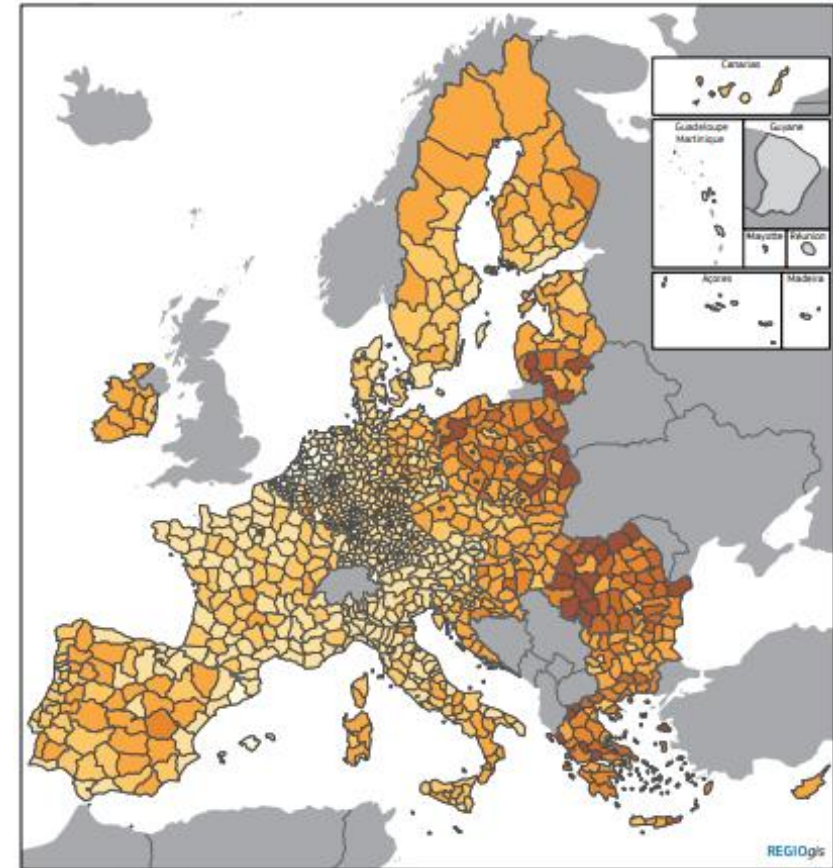 Canarias
Guadeloupe
Martinique
Guyane
Mayotte
Réunion
Açores
Madeira
REGIOgis